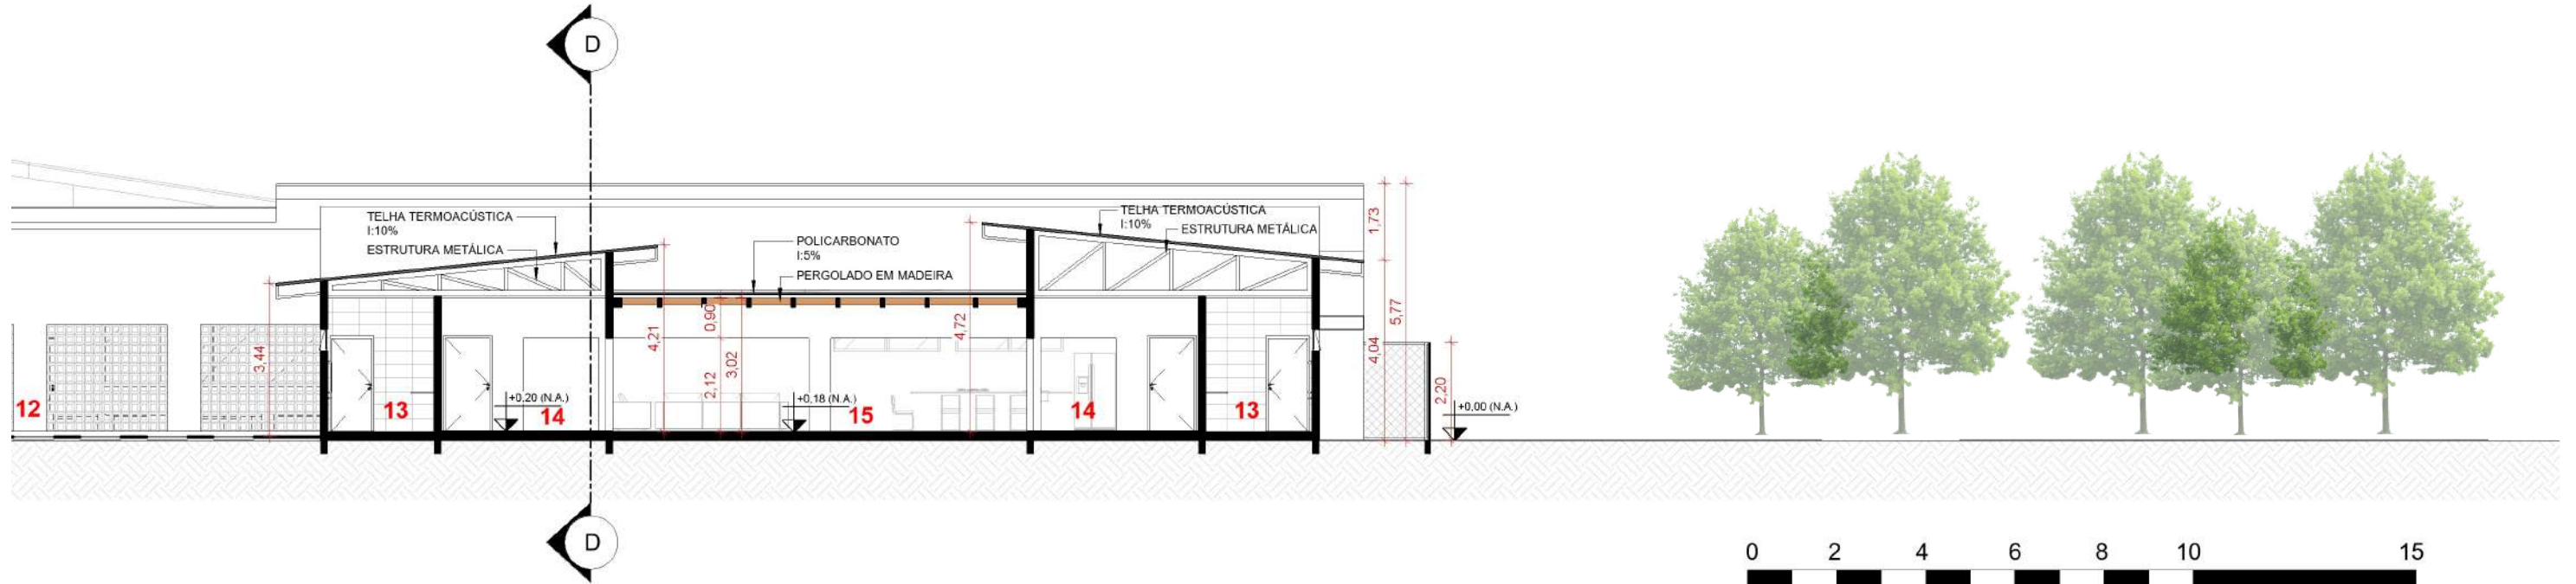 D
TELHA TERMOACÚSTICA
I:10%
ESTRUTURA METÁLICA
POLICARBONATO
I:5%
PERGOLADO EM MADEIRA
TELHA TERMOACÚSTICA
I:10%
ESTRUTURA METÁLICA
1,73
5,77
4,04
3,44
4,21
0,90
2,12
3,02
4,72
2,20
+0,20 (N.A.)
+0,18 (N.A.)
+0,00 (N.A.)
12
13
14
15
14
13
D
0 2 4 6 8 10 15